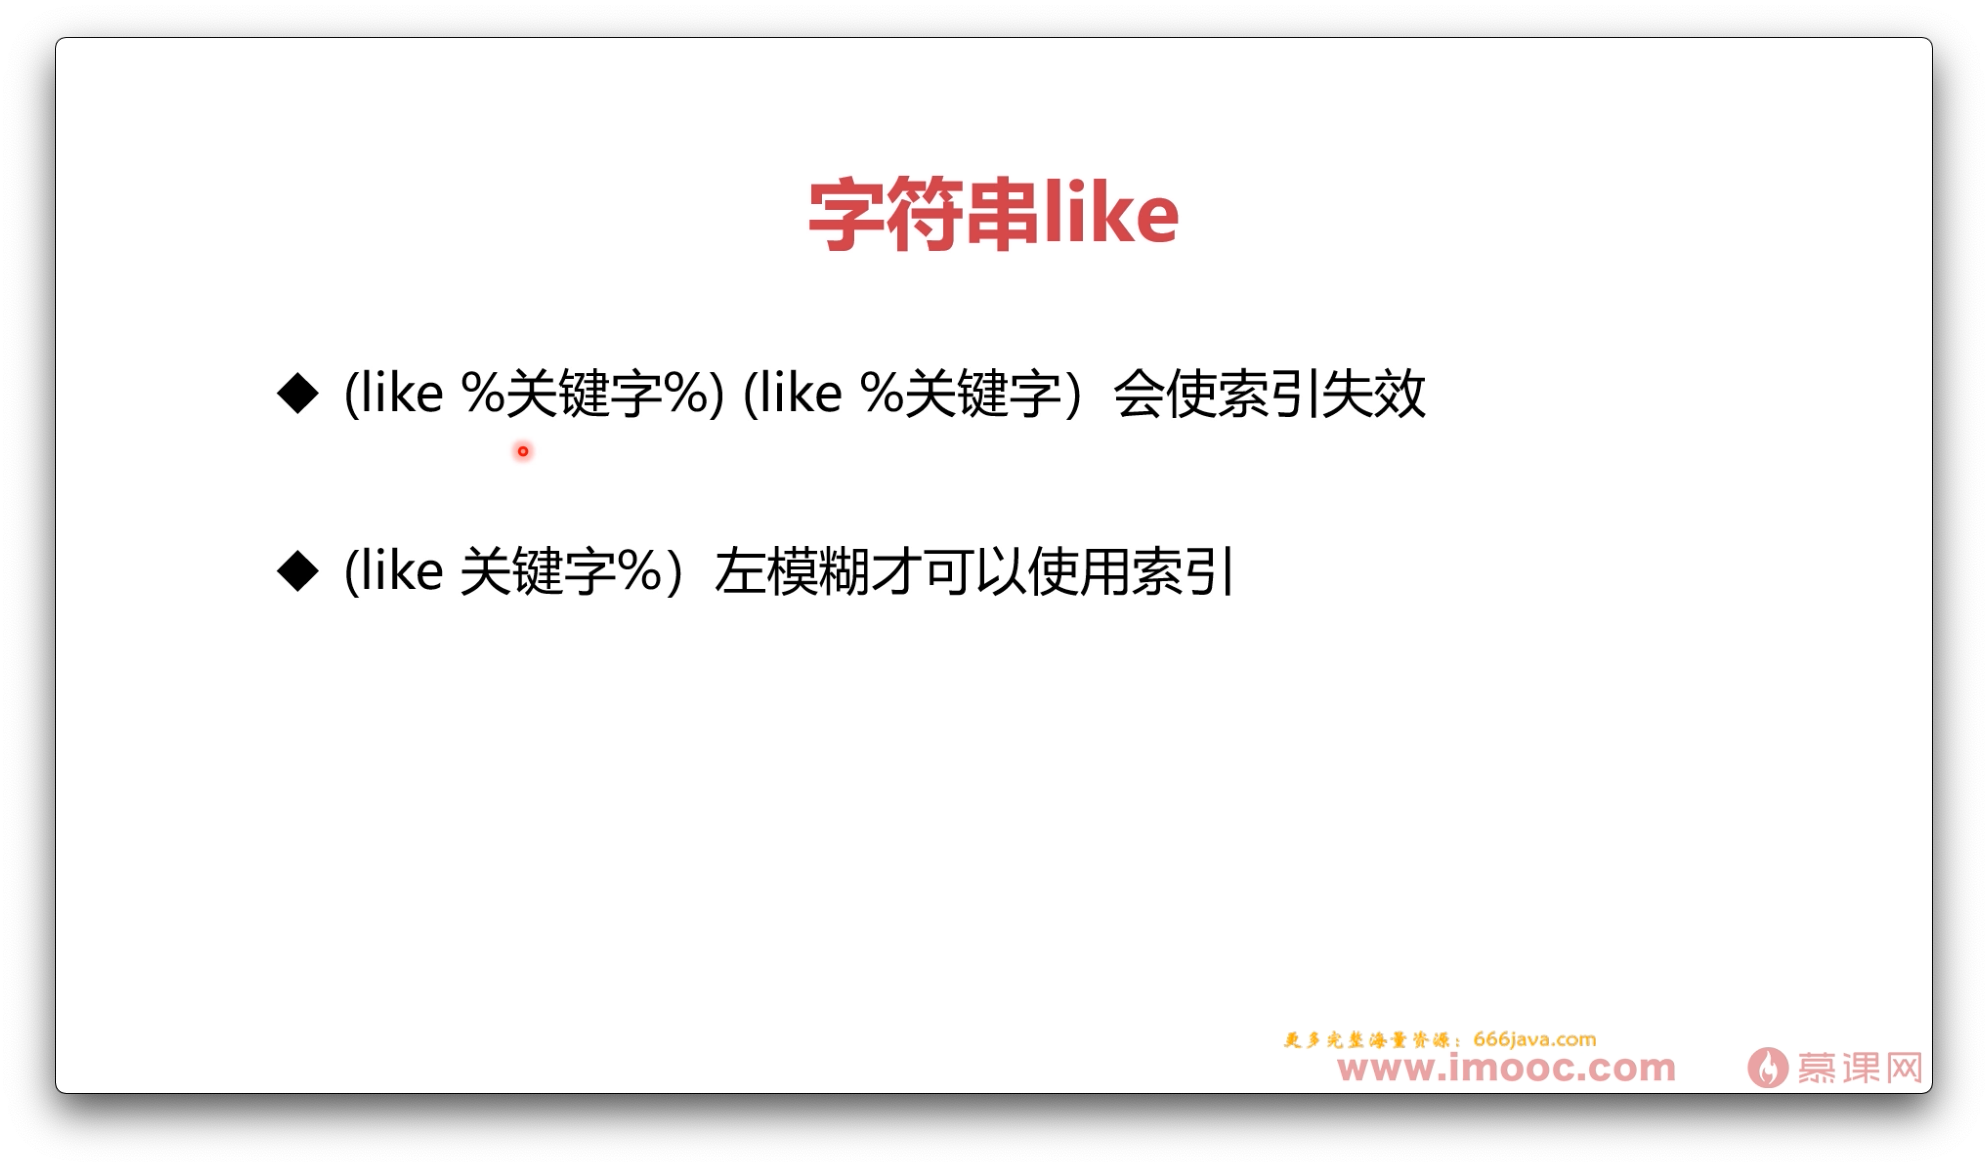 字符串like
◆ (like %关键字%) (like %关键字）会使索引失效
◆ (like 关键字%）左模糊才可以使用索引
更多完整海量资源：666java.com
www.imooc.com 慕课网